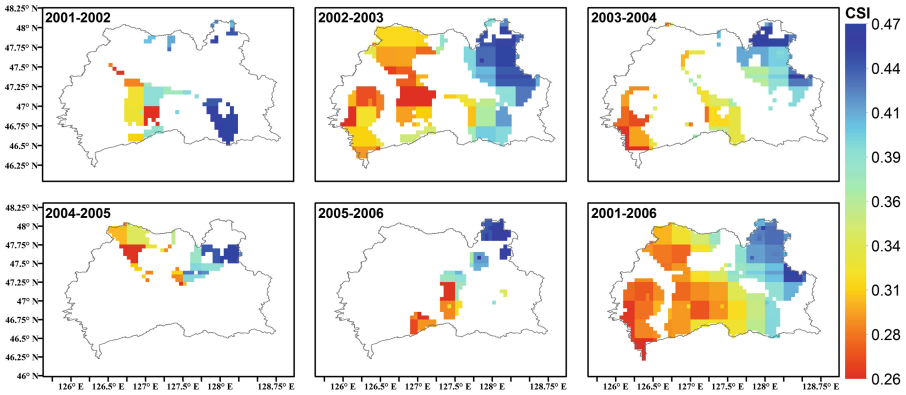 48.25° N
48° N
47.75° N
47.5° N
47.25° N
47° N
46.75° N
46.5° N
46.25° N
2001-2002
2002-2003
2003-2004
CSI
0.47
0.44
0.41
0.39
0.36
0.34
0.31
0.28
0.26
48.25° N
48° N
47.75° N
47.5° N
47.25° N
47° N
46.75° N
46.5° N
46° N
2004-2005
2005-2006
2001-2006
126° E 126.5° E 127° E 127.5° E 128° E 128.75° E
126° E 126.5° E 127° E 127.5° E 128° E 128.75° E
126° E 126.5° E 127° E 127.5° E 128° E 128.75° E